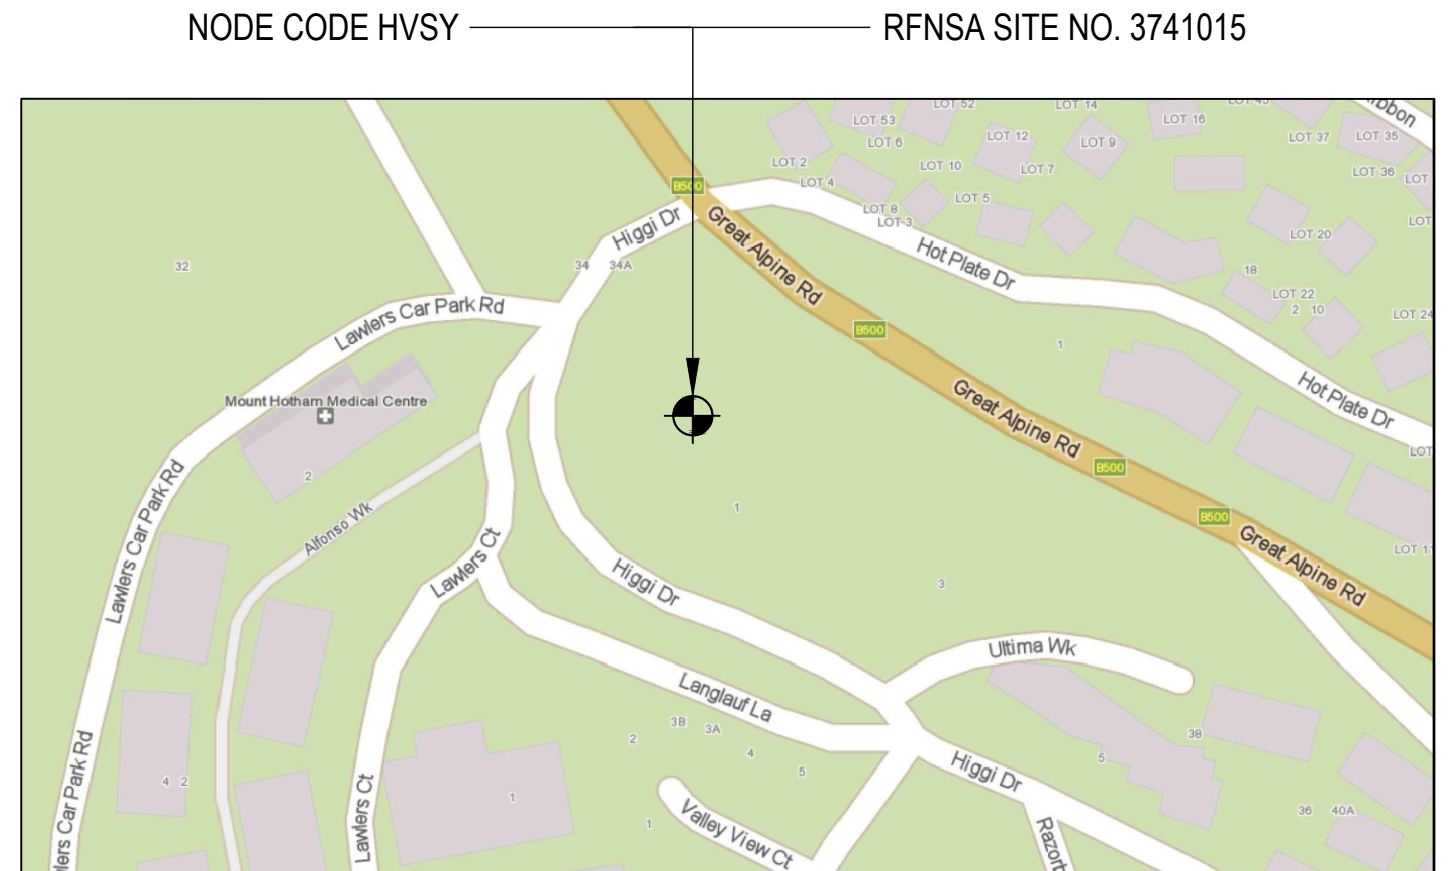 NODE CODE HVSY
RFNSA SITE NO. 3741015
LOT 52
LOT 14
LOT 53
LOT 16
LOT 6
LOT 12
LOT 9
LOT 37
LOT 35
LOT 2
LOT 10
LOT 7
LOT 36
LOT
B500
LOT 4
LOT 5
LOT 8
LOT 3
LOT
Higgi Dr
Great Alpine Rd
Hot Plate Dr
LOT 20
32
34
34A
18
LOT 22
2
10
LOT 24
Lawlers Car Park Rd
B500
1
Mount Hotham Medical Centre
Great Alpine Rd
Hot Plate Dr
LOT
B500
2
Lawlers Car Park Rd
Alfonso Wk
1
B500
Great Alpine Rd
LOT 11
Lawlers Ct
Higgi Dr
3
Ultima Wk
Langlauf La
3B
3A
2
4
5
38
5
Higgi Dr
4
2
1
1
Lawlers Ct
Valley View Ct
36
40A